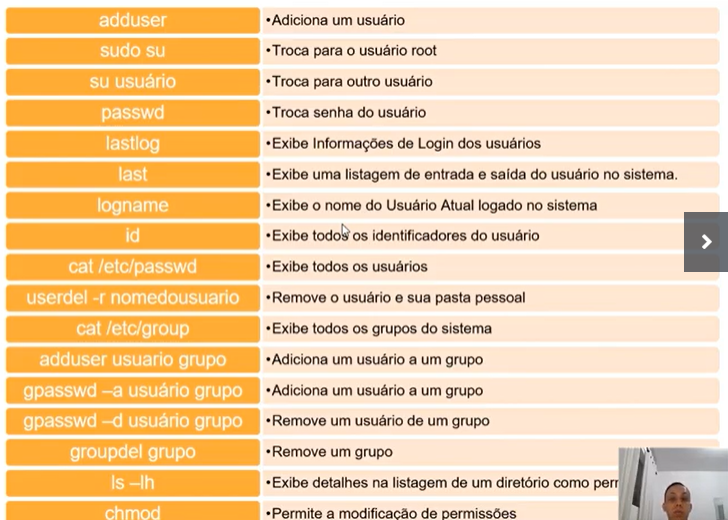 adduser •Adiciona um usuário
sudo su •Troca para o usuário root
su usuário •Troca para outro usuário
passwd •Troca senha do usuário
lastlog •Exibe Informações de Login dos usuários
last •Exibe uma listagem de entrada e saída do usuário no sistema.
logname •Exibe o nome do Usuário Atual logado no sistema
id •Exibe todos os identificadores do usuário
cat /etc/passwd •Exibe todos os usuários
userdel -r nomedousuario •Remove o usuário e sua pasta pessoal
cat /etc/group •Exibe todos os grupos do sistema
adduser usuario grupo •Adiciona um usuário a um grupo
gpasswd –a usuário grupo •Adiciona um usuário a um grupo
gpasswd –d usuário grupo •Remove um usuário de um grupo
groupdel grupo •Remove um grupo
ls –lh •Exibe detalhes na listagem de um diretório como
chmod •Permite a modificação de permissões